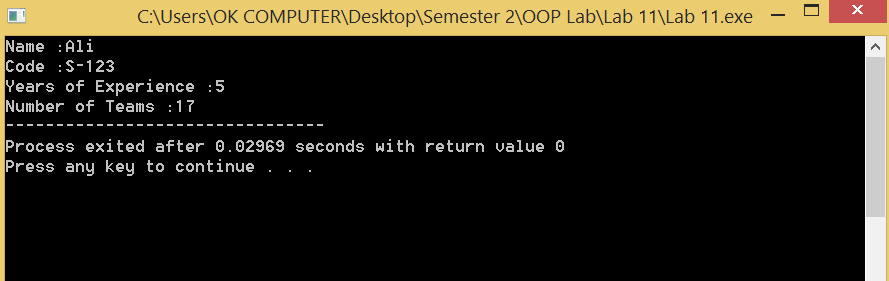 C:\Users\OK COMPUTER\Desktop\Semester 2\OOP Lab\Lab 11\Lab 11.exe
Name :Ali
Code :S-123
Years of Experience :5
Number of Teams :17
--------------------------------
Process exited after 0.02969 seconds with return value 0
Press any key to continue . . .